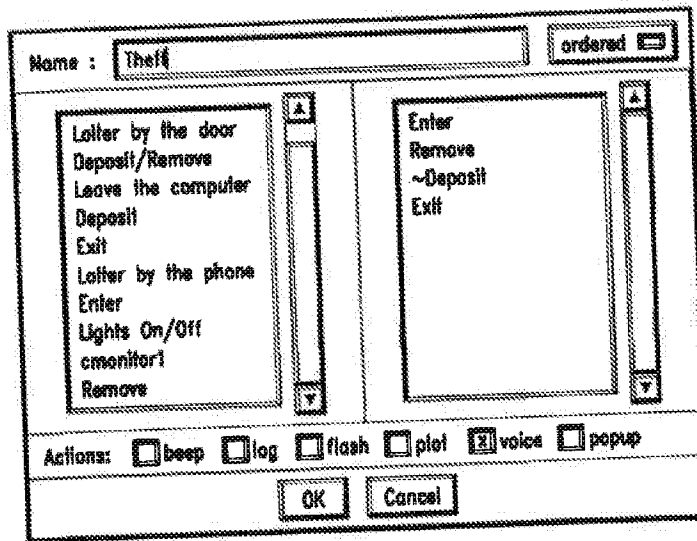 Name : Theft ordered
Loiter by the door
Deposit/Remove
Leave the computer
Deposit
Exit
Loiter by the phone
Enter
Lights On/Off
cmonitor1
Remove
Enter
Remove
~Deposit
Exit
Actions: beep log flash plot x voice popup
OK Cancel